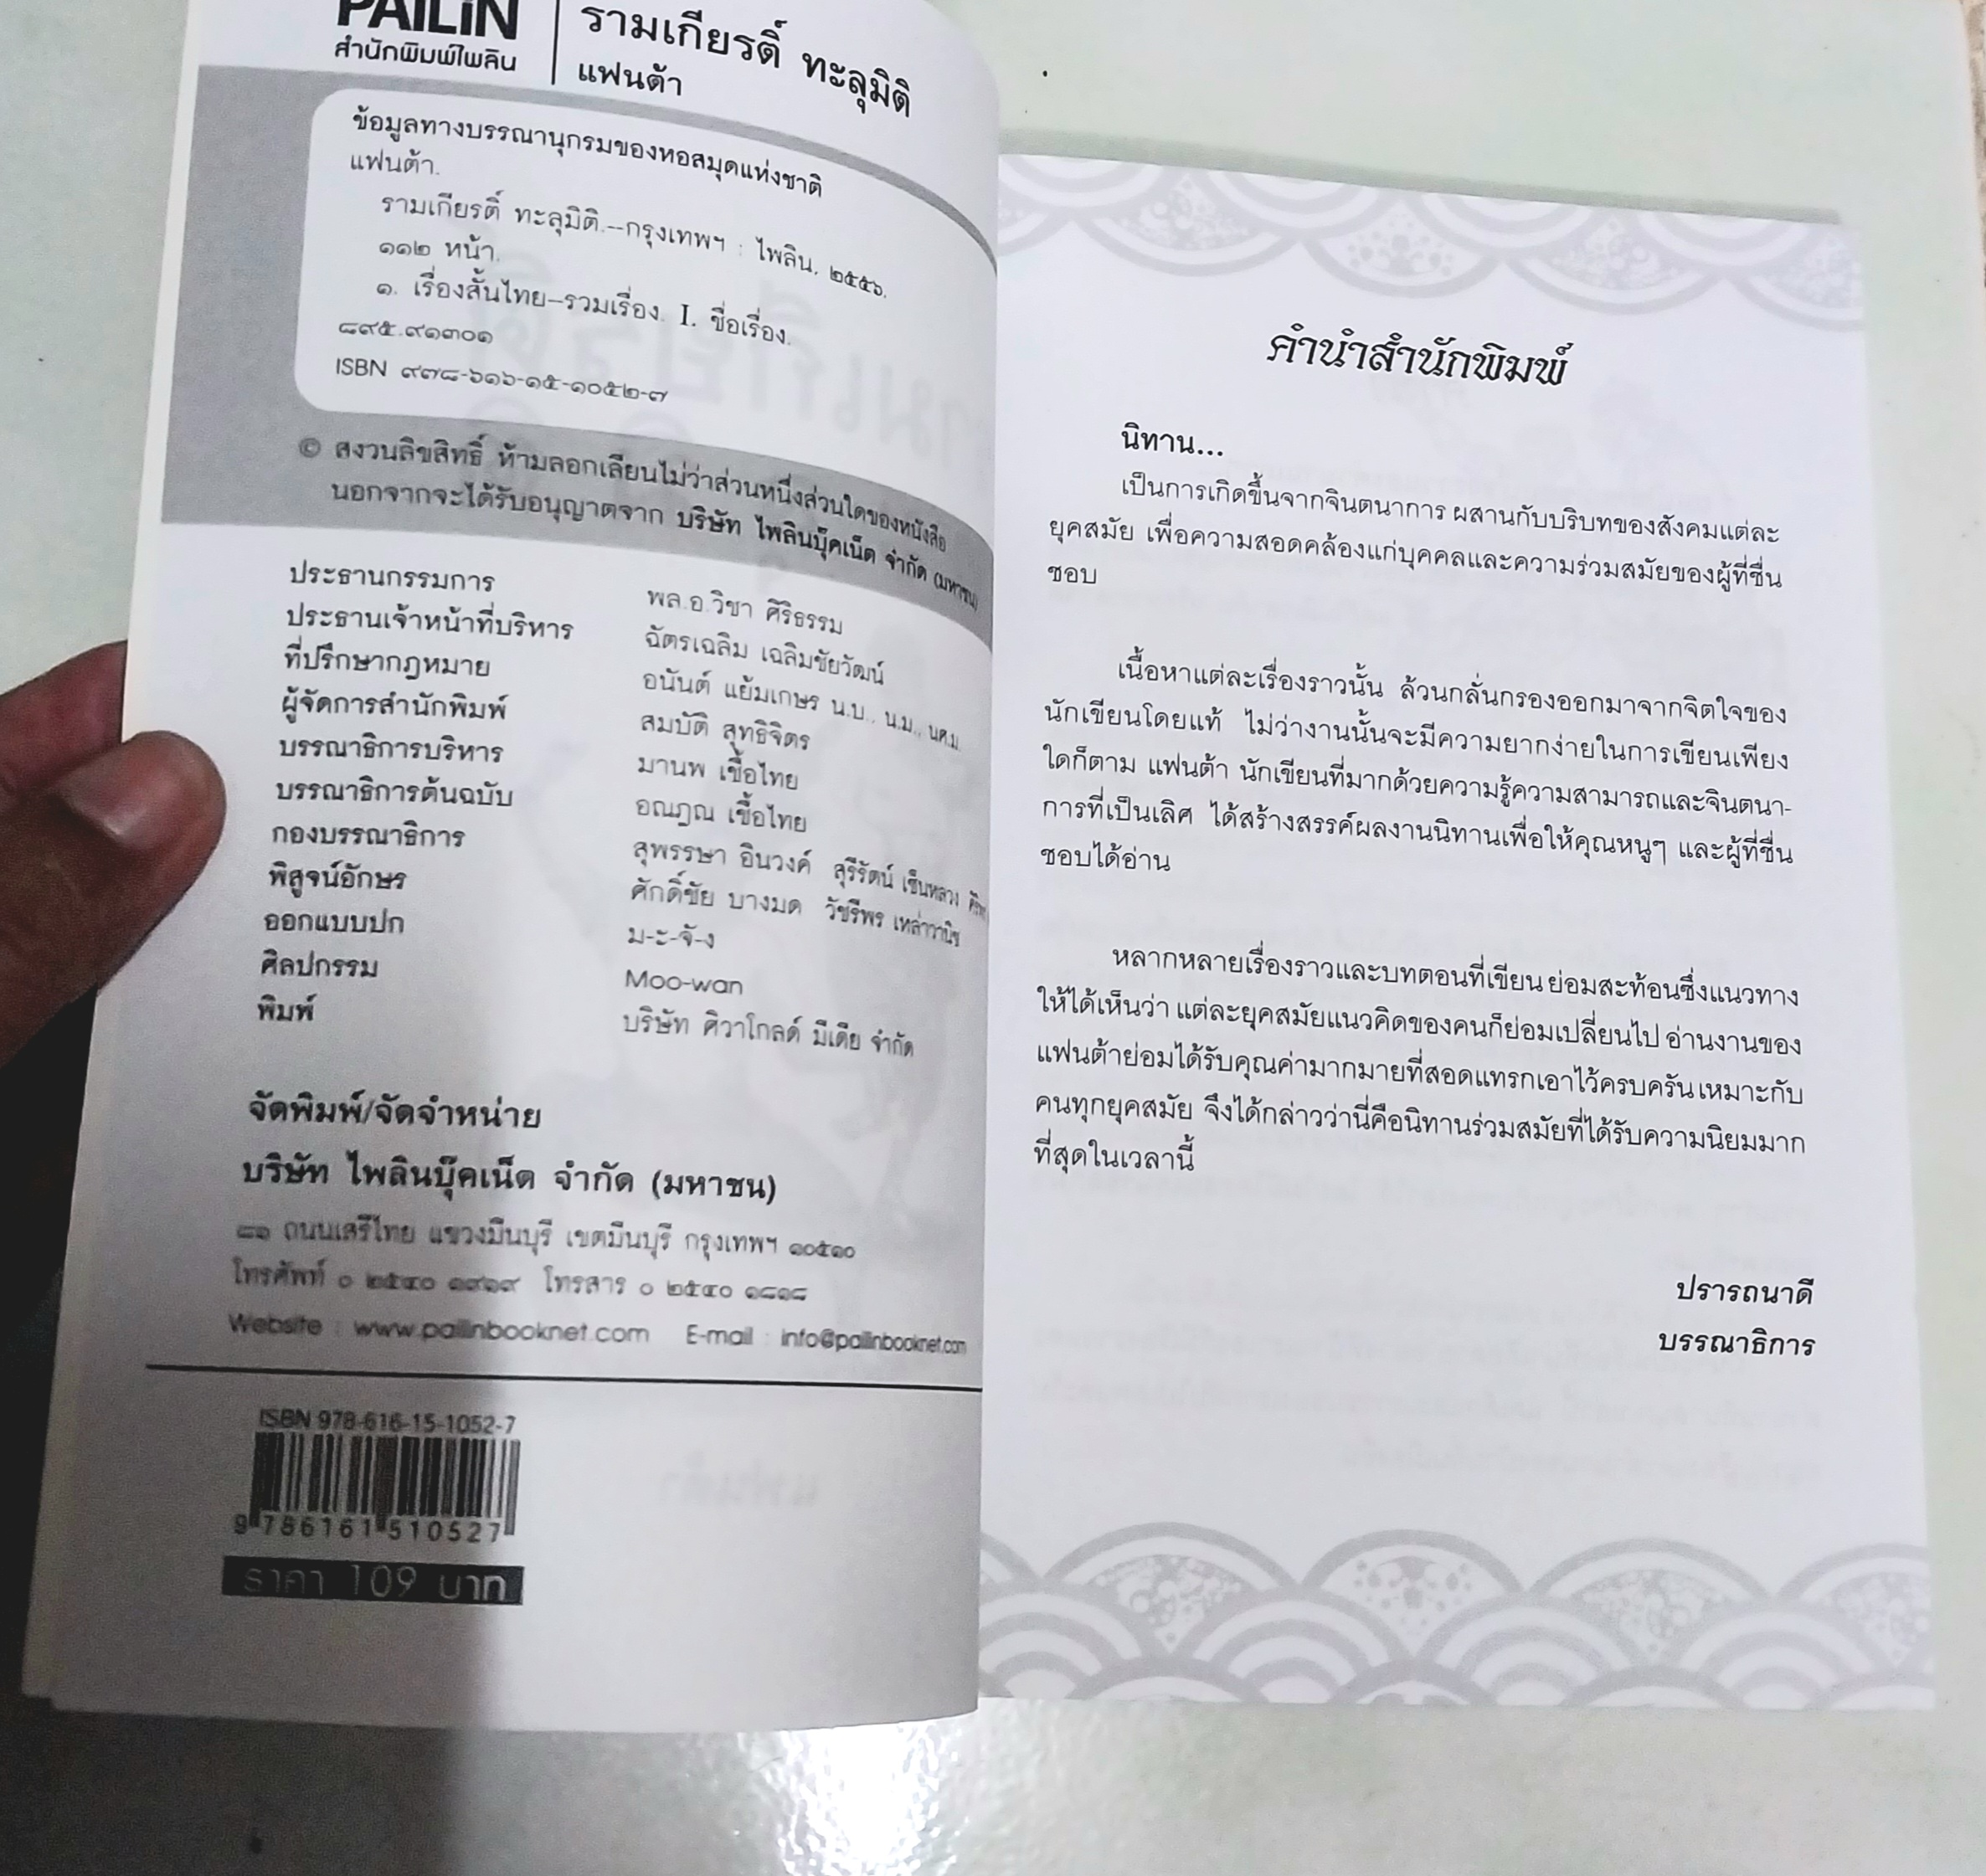 PAILIN
สำนักพิมพ์ไพลิน
รามเกียรติ์ ทะลุมิติ
แฟนต้า
ข้อมูลทางบรรณานุกรมของหอสมุดแห่งชาติ
แฟนต้า.
รามเกียรติ์ ทะลุมิติ.--กรุงเทพฯ : ไพลิน, ๒๕๕๖.
๑๑๒ หน้า.
๑. เรื่องสั้นไทย--รวมเรื่อง. I. ชื่อเรื่อง.
๘๙๕.๙๑๓๐๑
ISBN ๙๗๘-๖๑๖-๑๕-๑๐๕๒-๗
© สงวนลิขสิทธิ์ ห้ามลอกเลียนไม่ว่าส่วนหนึ่งส่วนใดของหนังสือ
นอกจากจะได้รับอนุญาตจาก บริษัท ไพลินบุ๊คเน็ต จำกัด (มหาชน)
ประธานกรรมการ พล.อ.วิชา ศิริธรรม
ประธานเจ้าหน้าที่บริหาร ฉัตรเฉลิม เฉลิมชัยวัฒน์
ที่ปรึกษากฎหมาย อนันต์ แย้มเกษร น.บ., น.ม., นศ.ม.
ผู้จัดการสำนักพิมพ์ สมบัติ สุทธิจิตร
บรรณาธิการบริหาร มานพ เชื้อไทย
บรรณาธิการต้นฉบับ อณฎณ เชื้อไทย
กองบรรณาธิการ สุพรรษา อินวงค์ สุรีรัตน์ เซ็นหลวง
พิสูจน์อักษร ศักดิ์ชัย บางมด วัชรีพร เหล่าวานิช
ออกแบบปก ม-ะ-จั-ง
ศิลปกรรม Moo-wan
พิมพ์ บริษัท ศิวาโกลด์ มีเดีย จำกัด
จัดพิมพ์/จัดจำหน่าย
บริษัท ไพลินบุ๊คเน็ต จำกัด (มหาชน)
๘๑ ถนนเสรีไทย แขวงมีนบุรี เขตมีนบุรี กรุงเทพฯ ๑๐๕๑๐
โทรศัพท์ ๐ ๒๕๔๐ ๑๙๑๙ โทรสาร ๐ ๒๕๔๐ ๑๘๑๘
Website : www.pailinbooknet.com E-mail : info@pailinbooknet.com
ISBN 978-616-15-1052-7
9 786161 510527
ราคา 109 บาท
คำนำสำนักพิมพ์
นิทาน...
เป็นการเกิดขึ้นจากจินตนาการ ผสานกับบริบทของสังคมแต่ละ
ยุคสมัย เพื่อความสอดคล้องแก่บุคคลและความร่วมสมัยของผู้ที่ชื่น
ชอบ
เนื้อหาแต่ละเรื่องราวนั้น ล้วนกลั่นกรองออกมาจากจิตใจของ
นักเขียนโดยแท้ ไม่ว่างานนั้นจะมีความยากง่ายในการเขียนเพียง
ใดก็ตาม แฟนต้า นักเขียนที่มากด้วยความรู้ความสามารถและจินตนา-
การที่เป็นเลิศ ได้สร้างสรรค์ผลงานนิทานเพื่อให้คุณหนูๆ และผู้ที่ชื่น
ชอบได้อ่าน
หลากหลายเรื่องราวและบทตอนที่เขียน ย่อมสะท้อนซึ่งแนวทาง
ให้ได้เห็นว่า แต่ละยุคสมัยแนวคิดของคนก็ย่อมเปลี่ยนไป อ่านงานของ
แฟนต้าย่อมได้รับคุณค่ามากมายที่สอดแทรกเอาไว้ครบครัน เหมาะกับ
คนทุกยุคสมัย จึงได้กล่าวว่านี่คือนิทานร่วมสมัยที่ได้รับความนิยมมาก
ที่สุดในเวลานี้
ปรารถนาดี
บรรณาธิการ